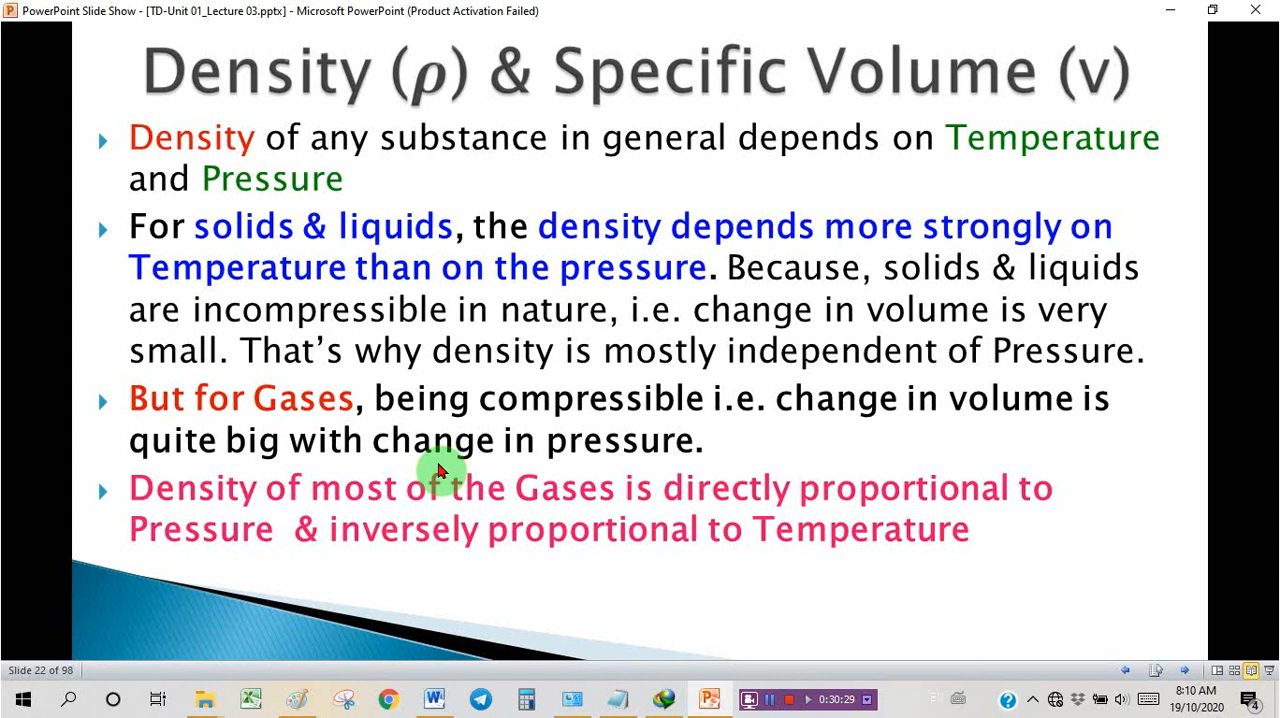 PowerPoint Slide Show - [TD-Unit 01_Lecture 03.pptx] - Microsoft PowerPoint (Product Activation Failed)
Density (ρ) & Specific Volume (v)
Density of any substance in general depends on Temperature
and Pressure
For solids & liquids, the density depends more strongly on
Temperature than on the pressure. Because, solids & liquids
are incompressible in nature, i.e. change in volume is very
small. That’s why density is mostly independent of Pressure.
But for Gases, being compressible i.e. change in volume is
quite big with change in pressure.
Density of most of the Gases is directly proportional to
Pressure & inversely proportional to Temperature
Slide 22 of 98
0:30:29
8:10 AM
19/10/2020
4